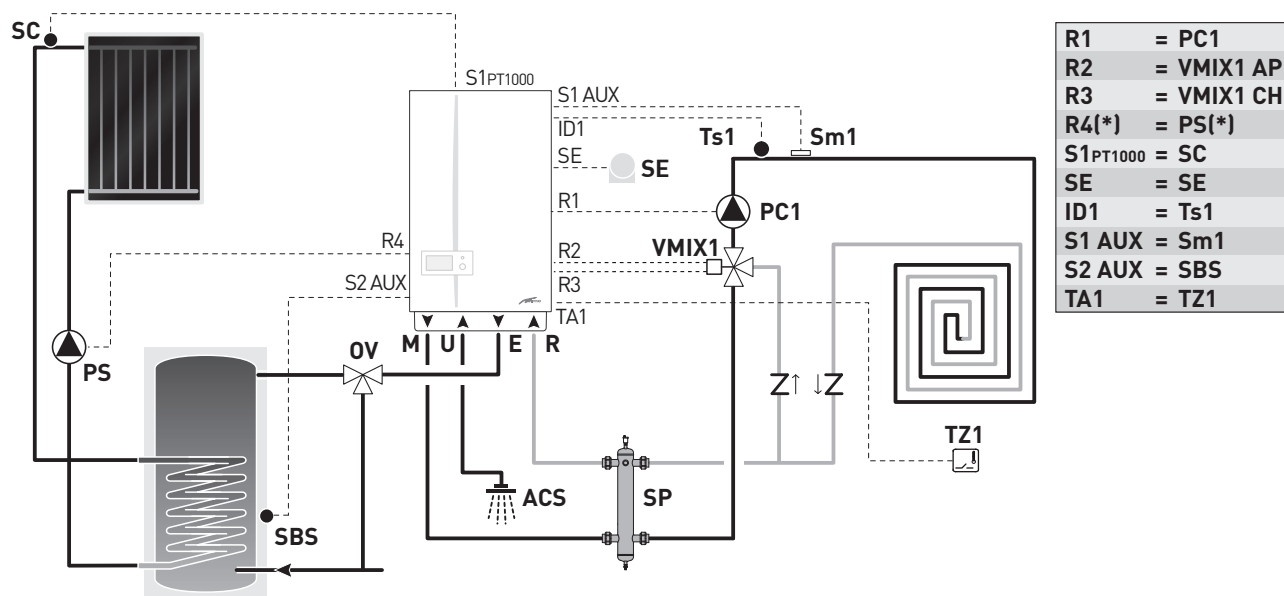 SC
S1PT1000
S1 AUX
ID1
SE
SE
R1
R4
R2
S2 AUX
R3
TA1
Ts1
Sm1
PC1
VMIX1
M U E R
OV
PS
SBS
ACS
SP
Z↑ ↓Z
TZ1
R1 = PC1
R2 = VMIX1 AP
R3 = VMIX1 CH
R4(*) = PS(*)
S1PT1000 = SC
SE = SE
ID1 = Ts1
S1 AUX = Sm1
S2 AUX = SBS
TA1 = TZ1